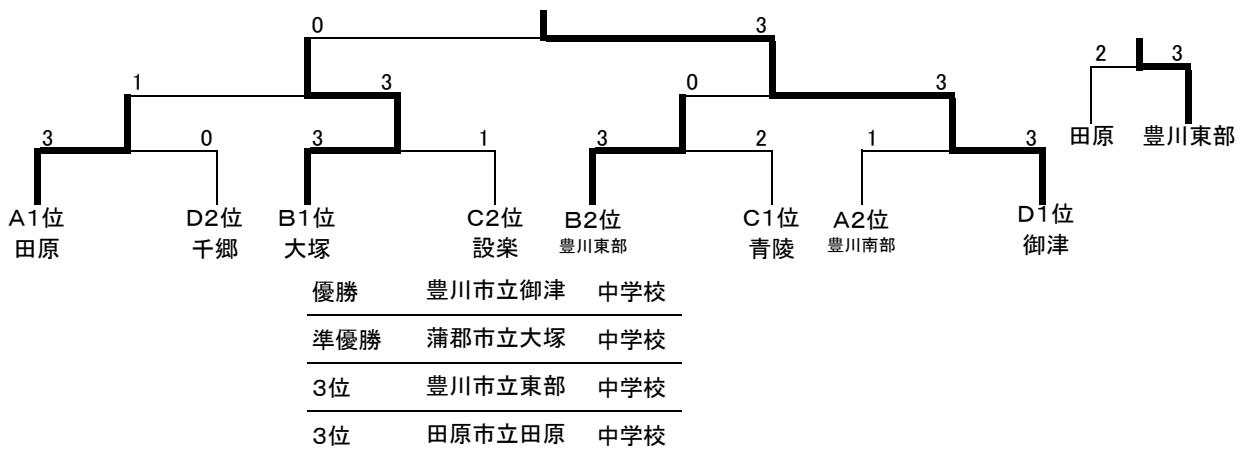 0 3
1 3 0 3 2 3
3 0 3 1 3 2 1 3 田原 豊川東部
A1位 D2位 B1位 C2位 B2位 C1位 A2位 D1位
田原 千郷 大塚 設楽 豊川東部 青陵 豊川南部 御津
優勝 豊川市立御津 中学校
準優勝 蒲郡市立大塚 中学校
3位 豊川市立東部 中学校
3位 田原市立田原 中学校